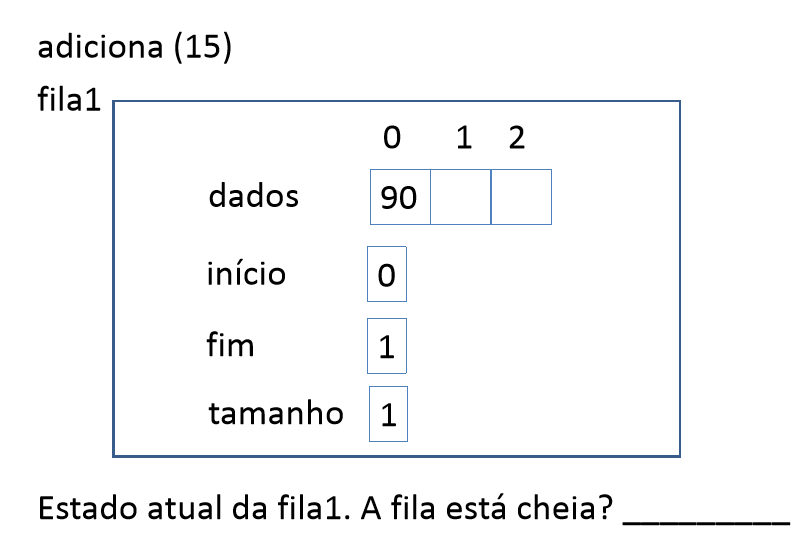 adiciona (15)
fila1
0 1 2
dados 90
início 0
fim 1
tamanho 1
Estado atual da fila1. A fila está cheia? _________